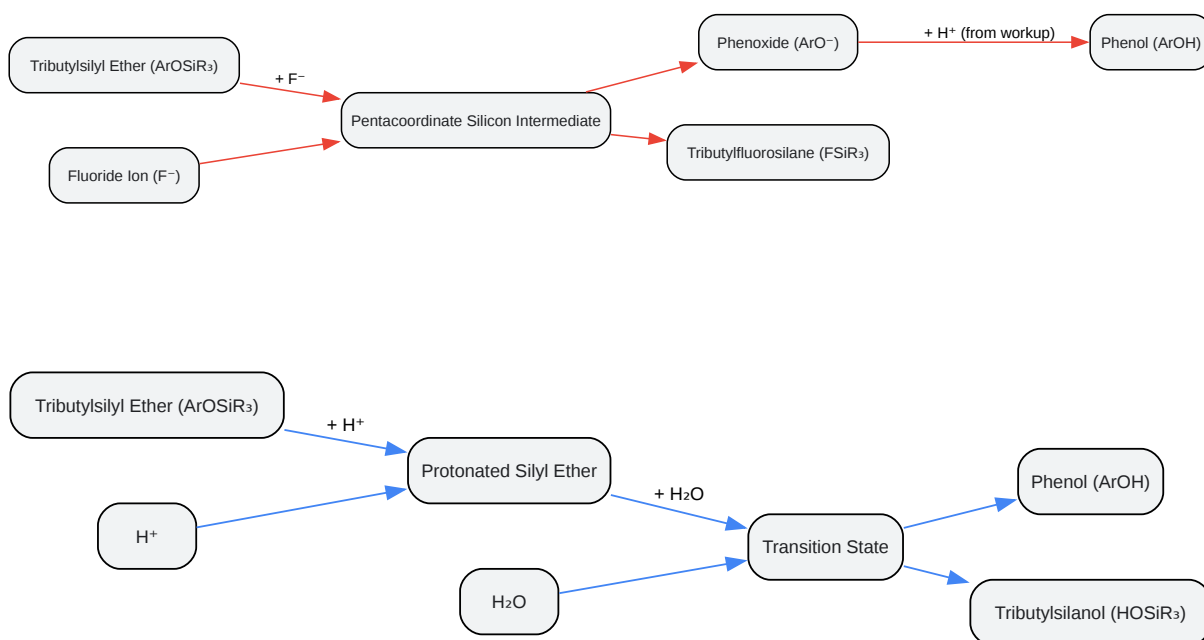 Tributylsilyl Ether (ArOSiR₃)
+ F⁻
Fluoride Ion (F⁻)
Pentacoordinate Silicon Intermediate
Phenoxide (ArO⁻)
+ H⁺ (from workup)
Phenol (ArOH)
Tributylfluorosilane (FSiR₃)
Tributylsilyl Ether (ArOSiR₃)
+ H⁺
H⁺
Protonated Silyl Ether
+ H₂O
H₂O
Transition State
Phenol (ArOH)
Tributylsilanol (HOSiR₃)